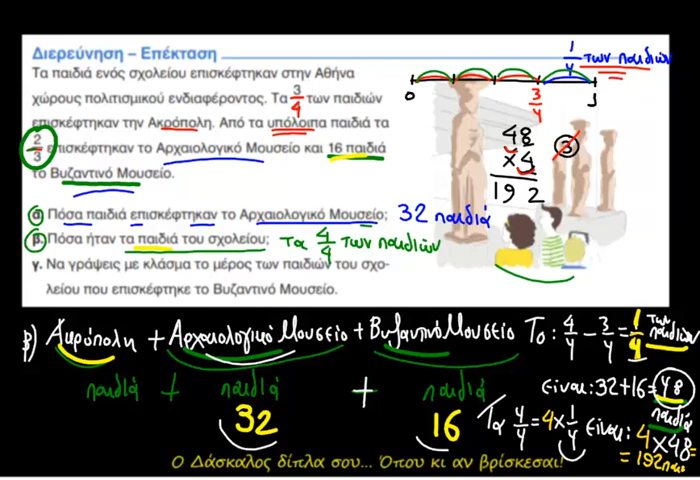 Διερεύνηση – Επέκταση
Τα παιδιά ενός σχολείου επισκέφτηκαν στην Αθήνα
χώρους πολιτισμικού ενδιαφέροντος. Τα 3/4 των παιδιών
επισκέφτηκαν την Ακρόπολη. Από τα υπόλοιπα παιδιά τα
2/3 επισκέφτηκαν το Αρχαιολογικό Μουσείο και 16 παιδιά
το Βυζαντινό Μουσείο.
α. Πόσα παιδιά επισκέφτηκαν το Αρχαιολογικό Μουσείο; 32 παιδιά
β. Πόσα ήταν τα παιδιά του σχολείου; τα 4/4 των παιδιών
γ. Να γράψεις με κλάσμα το μέρος των παιδιών του σχο-
λείου που επισκέφτηκε το Βυζαντινό Μουσείο.
1/4 των παιδιών
0 3/4 1
48 3
x4
192
β) Ακρόπολη + Αρχαιολογικό Μουσείο + Βυζαντινό Μουσείο
παιδιά + παιδιά + παιδιά
32 16
Το: 4/4 - 3/4 = 1/4 των παιδιών
είναι: 32+16=48 παιδιά
Τα 4/4 = 4 x 1/4 είναι: 4 x 48 =
= 192 παιδ
Ο Δάσκαλος δίπλα σου... Όπου κι αν βρίσκεσαι!